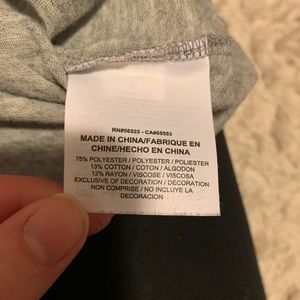 RN#56323 - CA#05553
MADE IN CHINA/FABRIQUE EN
CHINE/HECHO EN CHINA
75% POLYESTER / POLYESTER / POLIESTER
13% COTTON / COTON / ALGODON
12% RAYON / VISCOSE / VISCOSA
EXCLUSIVE OF DECORATION / DECORATION
NON COMPRISE / NO INCLUYE LA
DECORACION